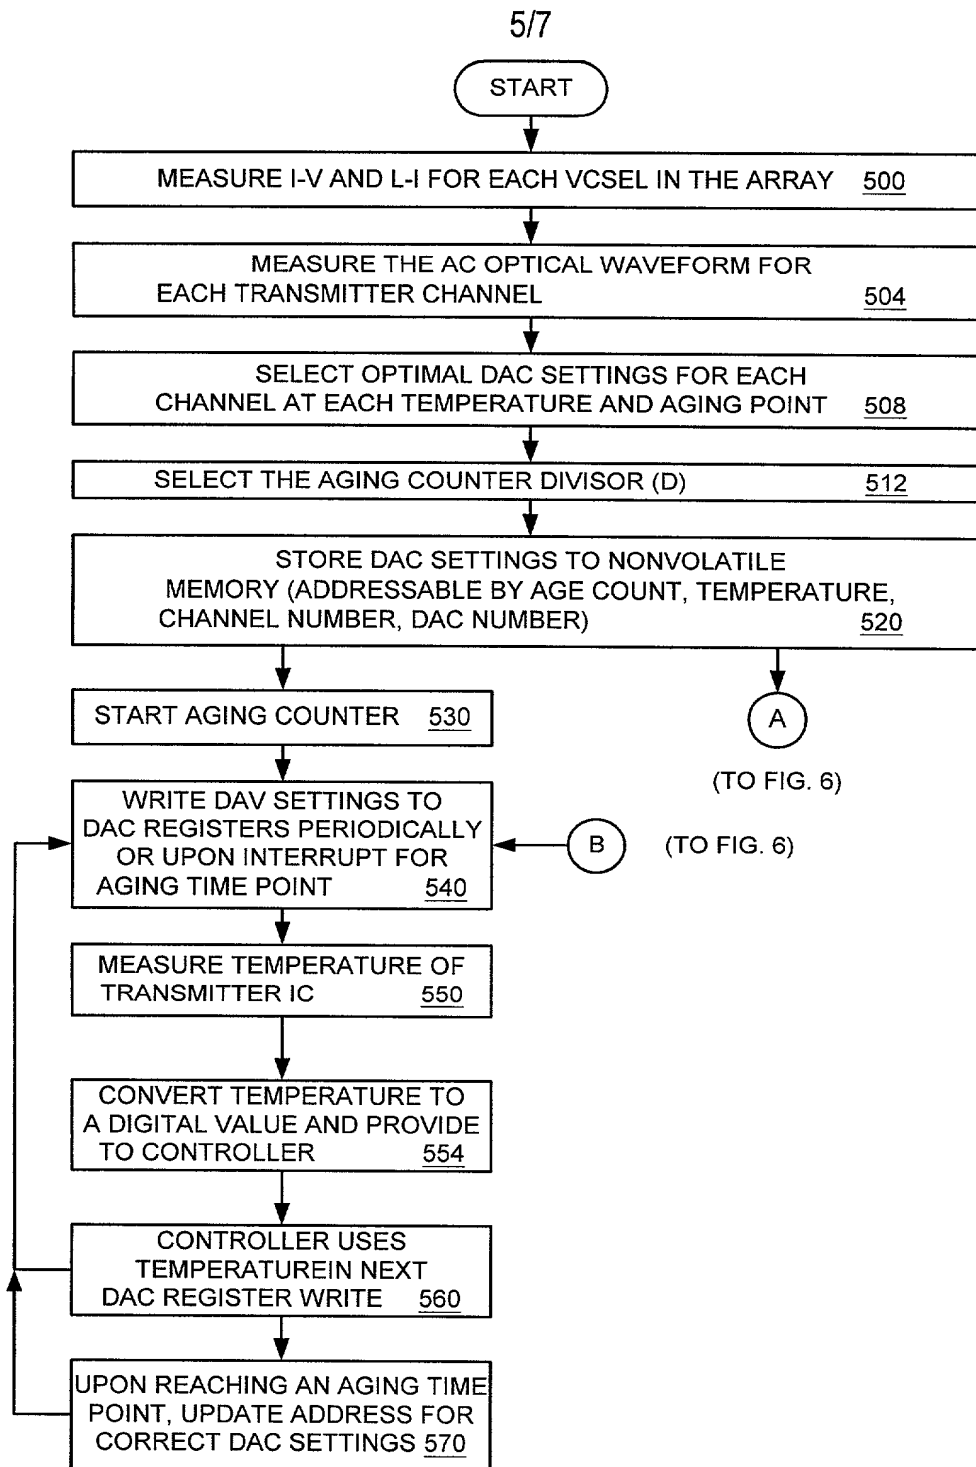 5/7
START
MEASURE I-V AND L-I FOR EACH VCSEL IN THE ARRAY 500
MEASURE THE AC OPTICAL WAVEFORM FOR
EACH TRANSMITTER CHANNEL 504
SELECT OPTIMAL DAC SETTINGS FOR EACH
CHANNEL AT EACH TEMPERATURE AND AGING POINT 508
SELECT THE AGING COUNTER DIVISOR (D) 512
STORE DAC SETTINGS TO NONVOLATILE
MEMORY (ADDRESSABLE BY AGE COUNT, TEMPERATURE,
CHANNEL NUMBER, DAC NUMBER) 520
START AGING COUNTER 530
A
(TO FIG. 6)
WRITE DAV SETTINGS TO
DAC REGISTERS PERIODICALLY
OR UPON INTERRUPT FOR
AGING TIME POINT 540
B (TO FIG. 6)
MEASURE TEMPERATURE OF
TRANSMITTER IC 550
CONVERT TEMPERATURE TO
A DIGITAL VALUE AND PROVIDE
TO CONTROLLER 554
CONTROLLER USES
TEMPERATUREIN NEXT
DAC REGISTER WRITE 560
UPON REACHING AN AGING TIME
POINT, UPDATE ADDRESS FOR
CORRECT DAC SETTINGS 570